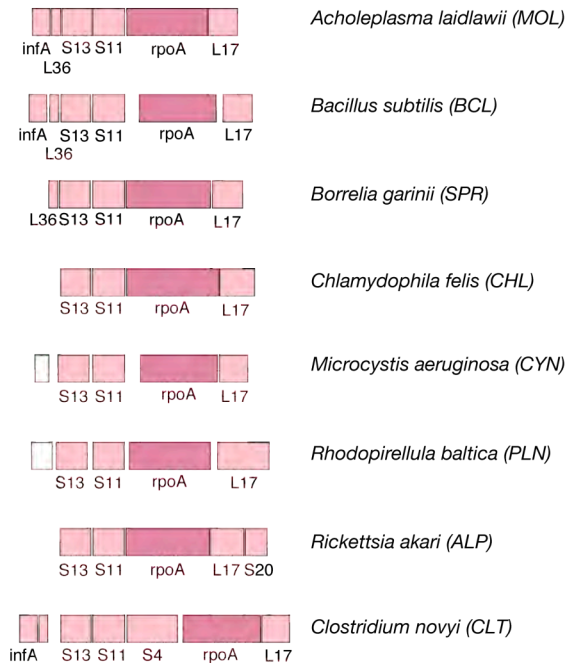 Acholeplasma laidlawii (MOL)
infA S13 S11 rpoA L17
L36
Bacillus subtilis (BCL)
infA S13 S11 rpoA L17
L36
Borrelia garinii (SPR)
L36 S13 S11 rpoA L17
Chlamydophila felis (CHL)
S13 S11 rpoA L17
Microcystis aeruginosa (CYN)
S13 S11 rpoA L17
Rhodopirellula baltica (PLN)
S13 S11 rpoA L17
Rickettsia akari (ALP)
S13 S11 rpoA L17 S20
Clostridium novyi (CLT)
infA S13 S11 S4 rpoA L17